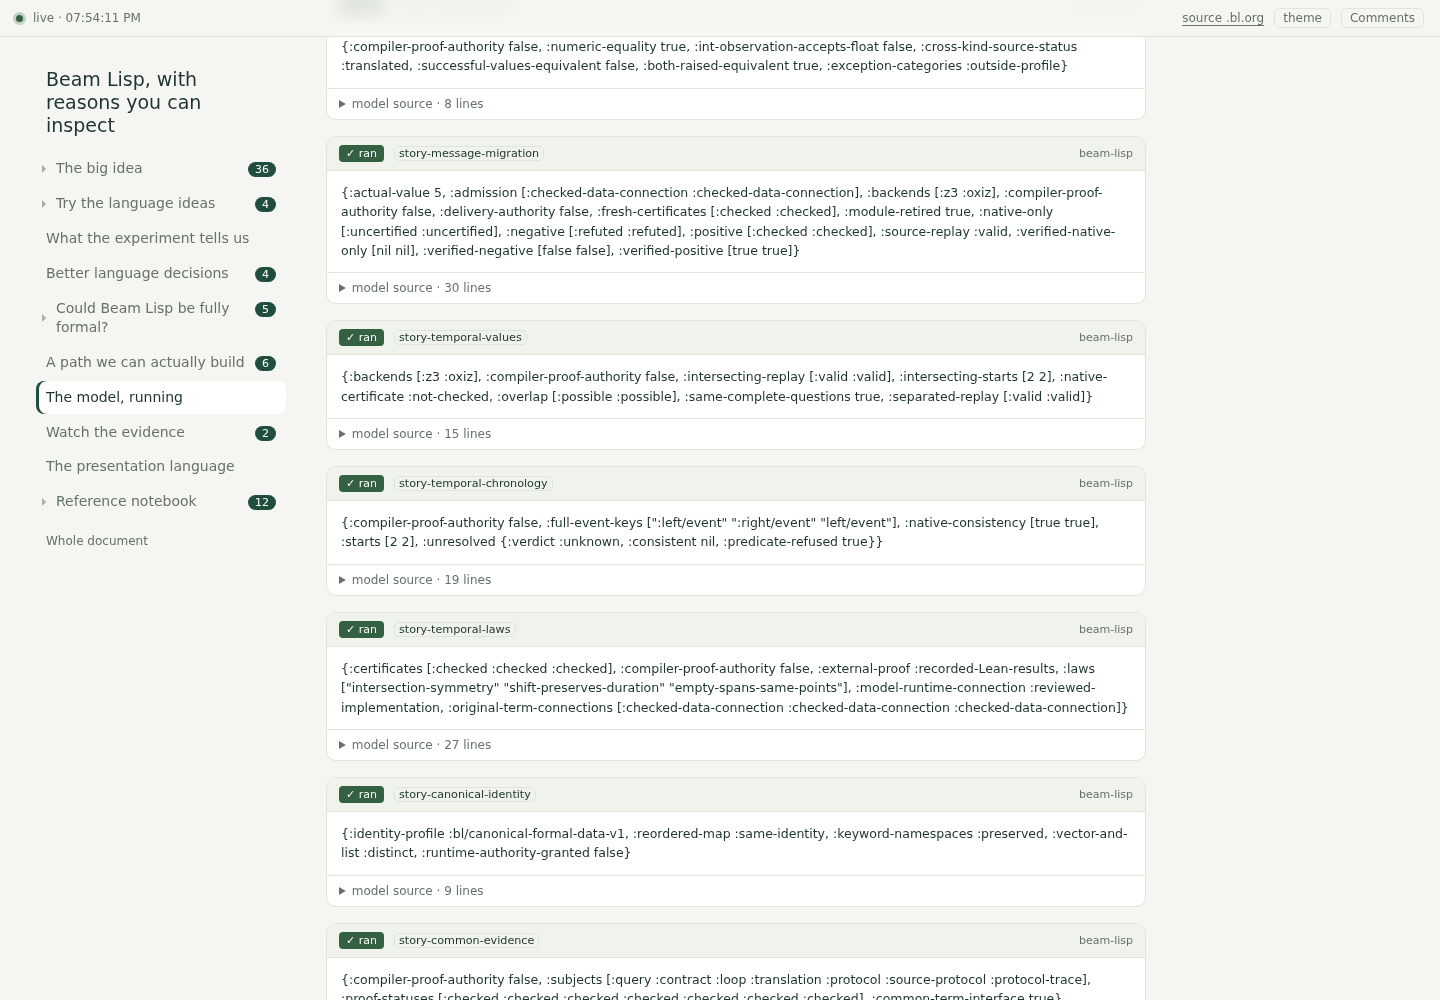 live · 07:54:11 PM
source .bl.org
theme
Comments
Beam Lisp, with
reasons you can
inspect
The big idea 36
Try the language ideas 4
What the experiment tells us
Better language decisions 4
Could Beam Lisp be fully
formal? 5
A path we can actually build 6
The model, running
Watch the evidence 2
The presentation language
Reference notebook 12
Whole document
{:compiler-proof-authority false, :numeric-equality true, :int-observation-accepts-float false, :cross-kind-source-status
:translated, :successful-values-equivalent false, :both-raised-equivalent true, :exception-categories :outside-profile}
model source · 8 lines
✓ ran story-message-migration beam-lisp
{:actual-value 5, :admission [:checked-data-connection :checked-data-connection], :backends [:z3 :oxiz], :compiler-proof-
authority false, :delivery-authority false, :fresh-certificates [:checked :checked], :module-retired true, :native-only
[:uncertified :uncertified], :negative [:refuted :refuted], :positive [:checked :checked], :source-replay :valid, :verified-native-
only [nil nil], :verified-negative [false false], :verified-positive [true true]}
model source · 30 lines
✓ ran story-temporal-values beam-lisp
{:backends [:z3 :oxiz], :compiler-proof-authority false, :intersecting-replay [:valid :valid], :intersecting-starts [2 2], :native-
certificate :not-checked, :overlap [:possible :possible], :same-complete-questions true, :separated-replay [:valid :valid]}
model source · 15 lines
✓ ran story-temporal-chronology beam-lisp
{:compiler-proof-authority false, :full-event-keys [":left/event" ":right/event" "left/event"], :native-consistency [true true],
:starts [2 2], :unresolved {:verdict :unknown, :consistent nil, :predicate-refused true}}
model source · 19 lines
✓ ran story-temporal-laws beam-lisp
{:certificates [:checked :checked :checked], :compiler-proof-authority false, :external-proof :recorded-Lean-results, :laws
["intersection-symmetry" "shift-preserves-duration" "empty-spans-same-points"], :model-runtime-connection :reviewed-
implementation, :original-term-connections [:checked-data-connection :checked-data-connection :checked-data-connection]}
model source · 27 lines
✓ ran story-canonical-identity beam-lisp
{:identity-profile :bl/canonical-formal-data-v1, :reordered-map :same-identity, :keyword-namespaces :preserved, :vector-and-
list :distinct, :runtime-authority-granted false}
model source · 9 lines
✓ ran story-common-evidence beam-lisp
{:compiler-proof-authority false, :subjects [:query :contract :loop :translation :protocol :source-protocol :protocol-trace],
:proof-statuses [:checked :checked :checked :checked :checked :checked :checked], :common-term-interface true}